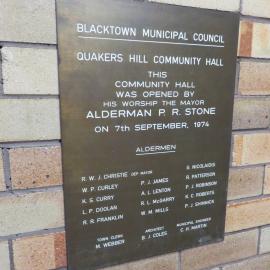 BLACKTOWN MUNICIPAL COUNCIL
QUAKERS HILL COMMUNITY HALL
THIS
COMMUNITY HALL
WAS OPENED BY
HIS WORSHIP THE MAYOR
ALDERMAN P. R. STONE
ON 7th SEPTEMBER, 1974
ALDERMEN
R. W. J. CHRISTIE DEP MAYOR
W. P. CURLEY
K. S. CURRY
L. P. DOOLAN
R. R. FRANKLIN
P. J. JAMES
A. L. LENTON
R. L. McGARRY
W. M. MILLS
S. NICOLAIDIS
R. PATTERSON
P. J. ROBINSON
K. C. ROBERTS
P. J. SHINNICK
TOWN CLERK
M. WEBBER
ARCHITECT
B. J. COLES
MUNICIPAL ENGINEER
C. H. MARTIN